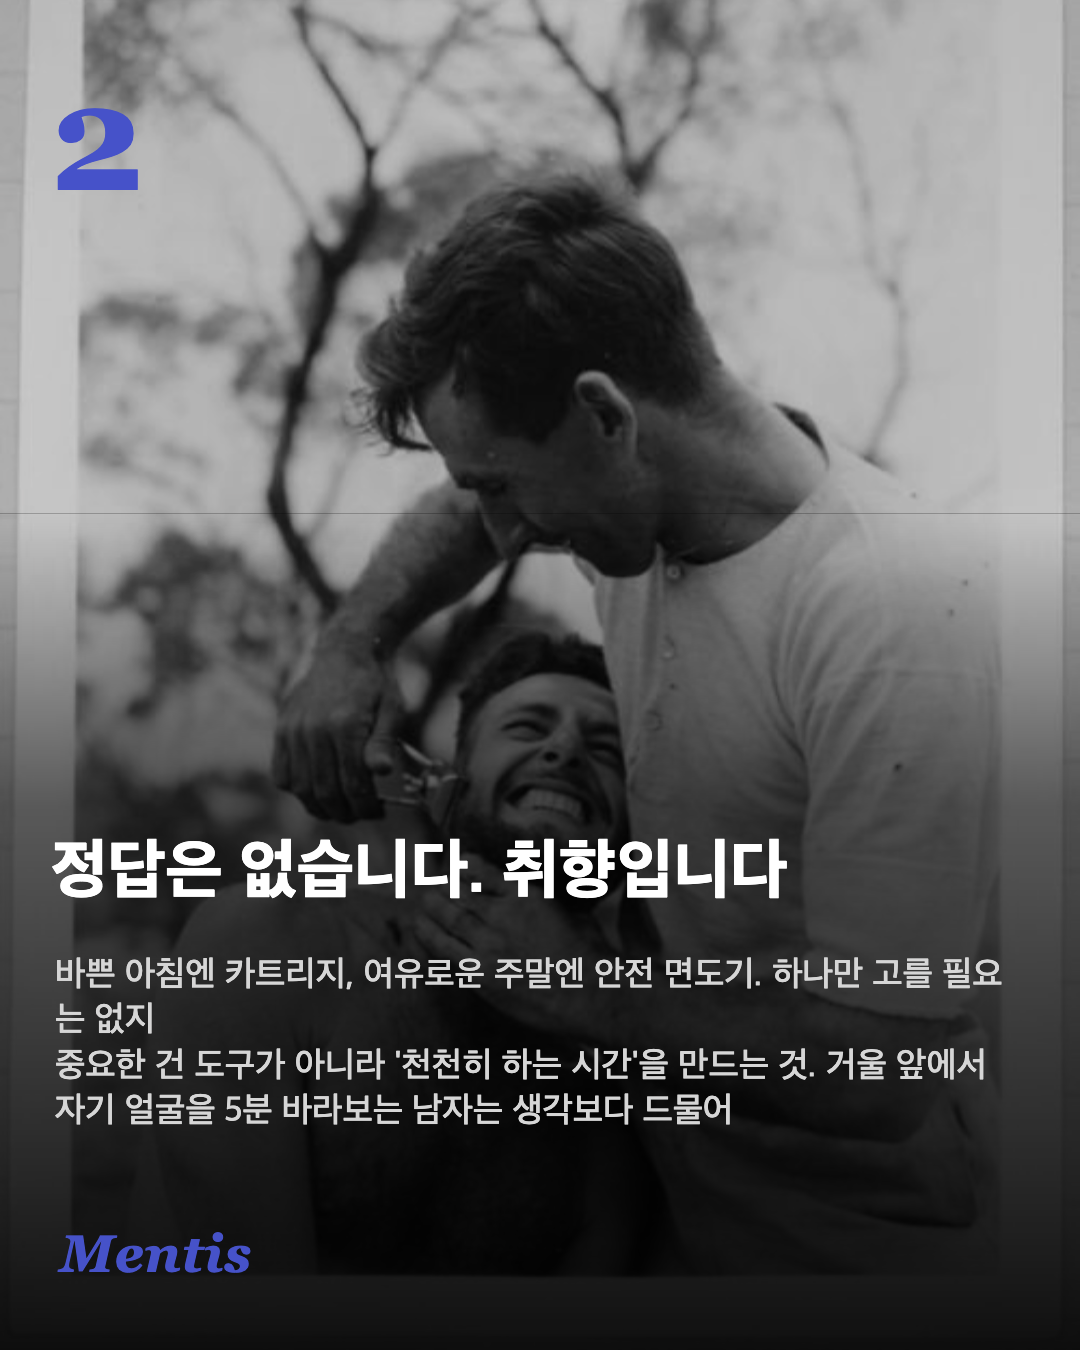 2
정답은 없습니다. 취향입니다
바쁜 아침엔 카트리지, 여유로운 주말엔 안전 면도기. 하나만 고를 필요
는 없지
중요한 건 도구가 아니라 '천천히 하는 시간'을 만드는 것. 거울 앞에서
자기 얼굴을 5분 바라보는 남자는 생각보다 드물어
Mentis